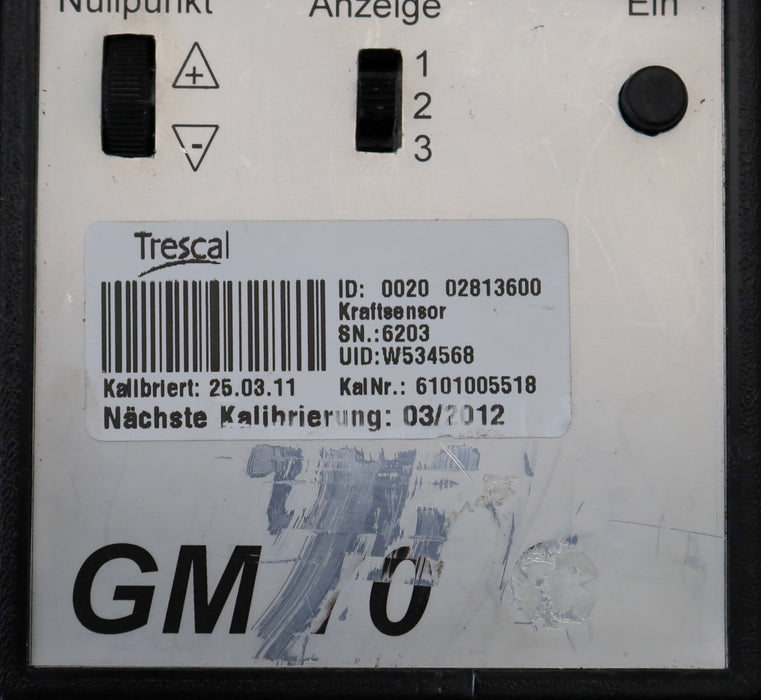 Nullpunkt Anzeige Ein
+ 1
2
- 3
Trescal
ID: 0020 02813600
Kraftsensor
SN.:6203
UID:W534568
Kalibriert: 25.03.11 KalNr.: 6101005518
Nächste Kalibrierung: 03/2012
GM